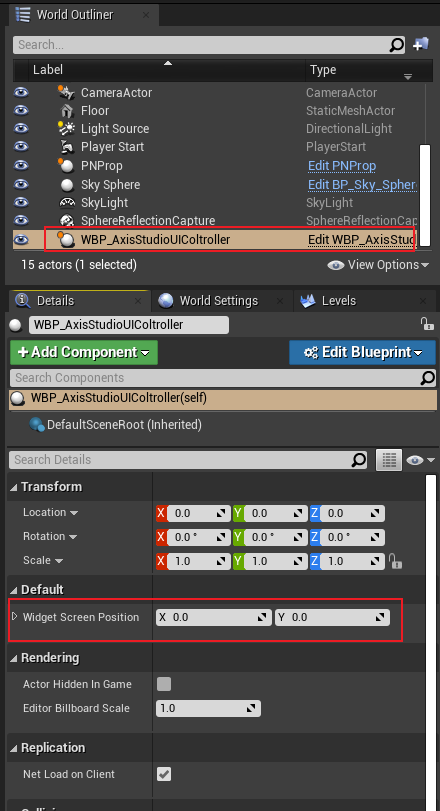 World Outliner
Search...
Label Type
CameraActor CameraActor
Floor StaticMeshActor
Light Source DirectionalLight
Player Start PlayerStart
PNProp Edit PNProp
Sky Sphere Edit BP_Sky_Sphere
SkyLight SkyLight
SphereReflectionCapture SphereReflectionCap
WBP_AxisStudioUIColtroller Edit WBP_AxisStud
15 actors (1 selected) View Options
Details World Settings Levels
WBP_AxisStudioUIColtroller
Add Component Edit Blueprint
Search Components
WBP_AxisStudioUIColtroller(self)
DefaultSceneRoot (Inherited)
Search Details
Transform
Location X 0.0 Y 0.0 Z 0.0
Rotation X 0.0 ° Y 0.0 ° Z 0.0 °
Scale X 1.0 Y 1.0 Z 1.0
Default
Widget Screen Position X 0.0 Y 0.0
Rendering
Actor Hidden In Game
Editor Billboard Scale 1.0
Replication
Net Load on Client